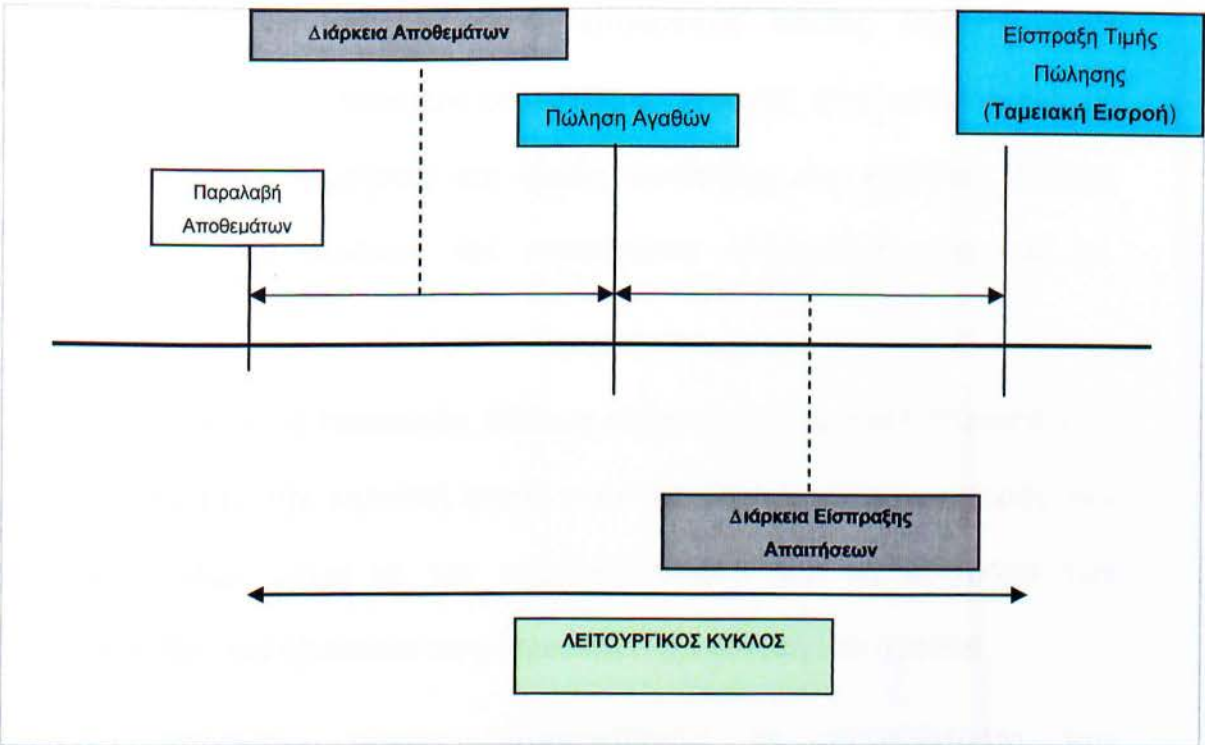 Διάρκεια Αποθεμάτων
Είσπραξη Τιμής
Πώλησης
(Ταμειακή Εισροή)
Πώληση Αγαθών
Παραλαβή
Αποθεμάτων
Διάρκεια Είσπραξης
Απαιτήσεων
ΛΕΙΤΟΥΡΓΙΚΟΣ ΚΥΚΛΟΣ